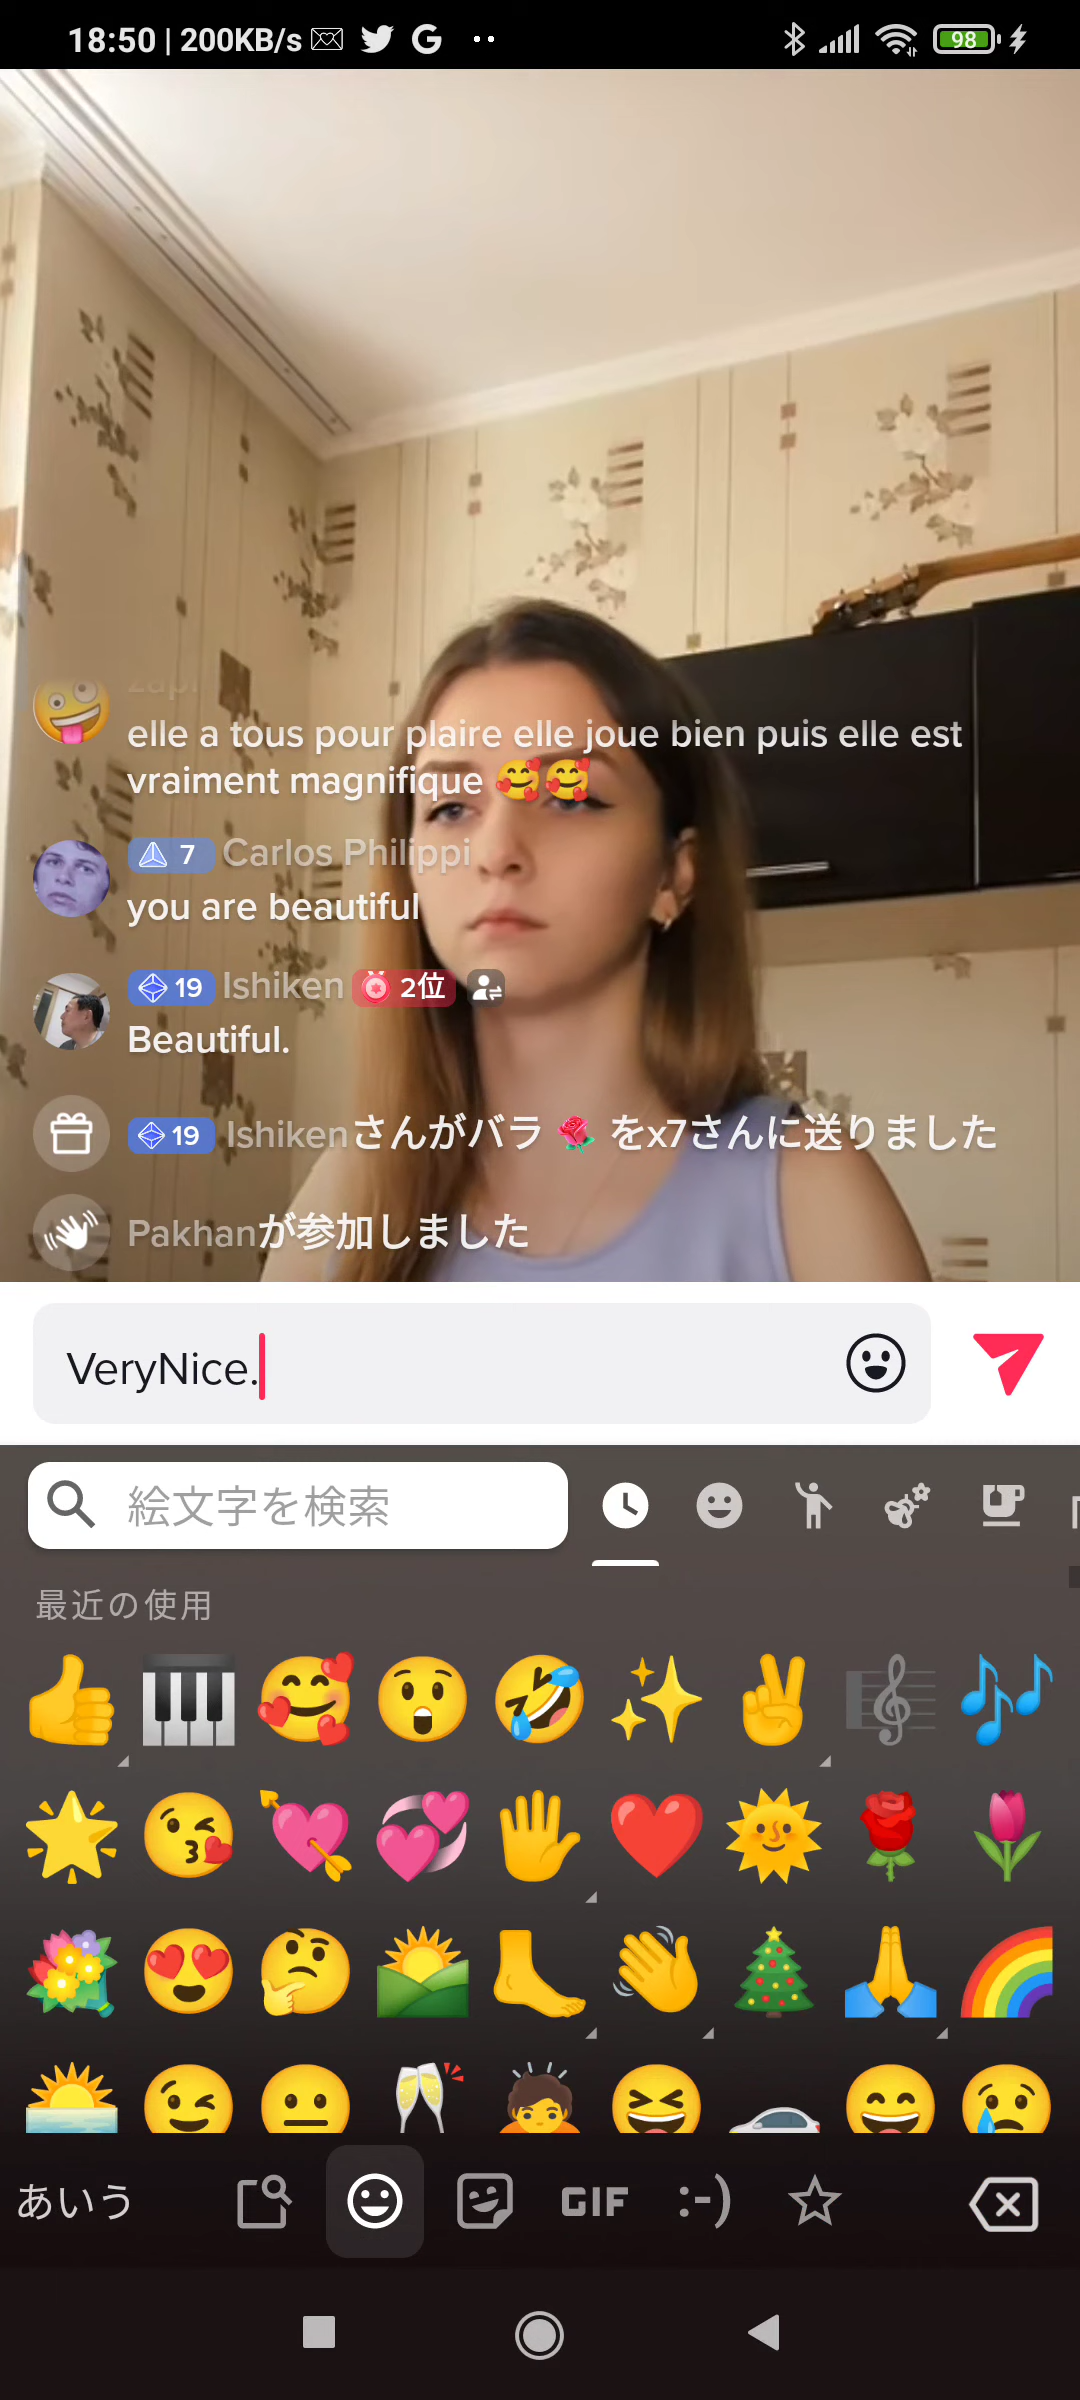 18:50 | 200KB/s
98
elle a tous pour plaire elle joue bien puis elle est
vraiment magnifique 🥰🥰
7 Carlos Philippi
you are beautiful
19 Ishiken 2位
Beautiful.
19 Ishikenさんがバラ 🌹 をx7さんに送りました
Pakhanが参加しました
VeryNice.
絵文字を検索
最近の使用
あいう GIF :-)